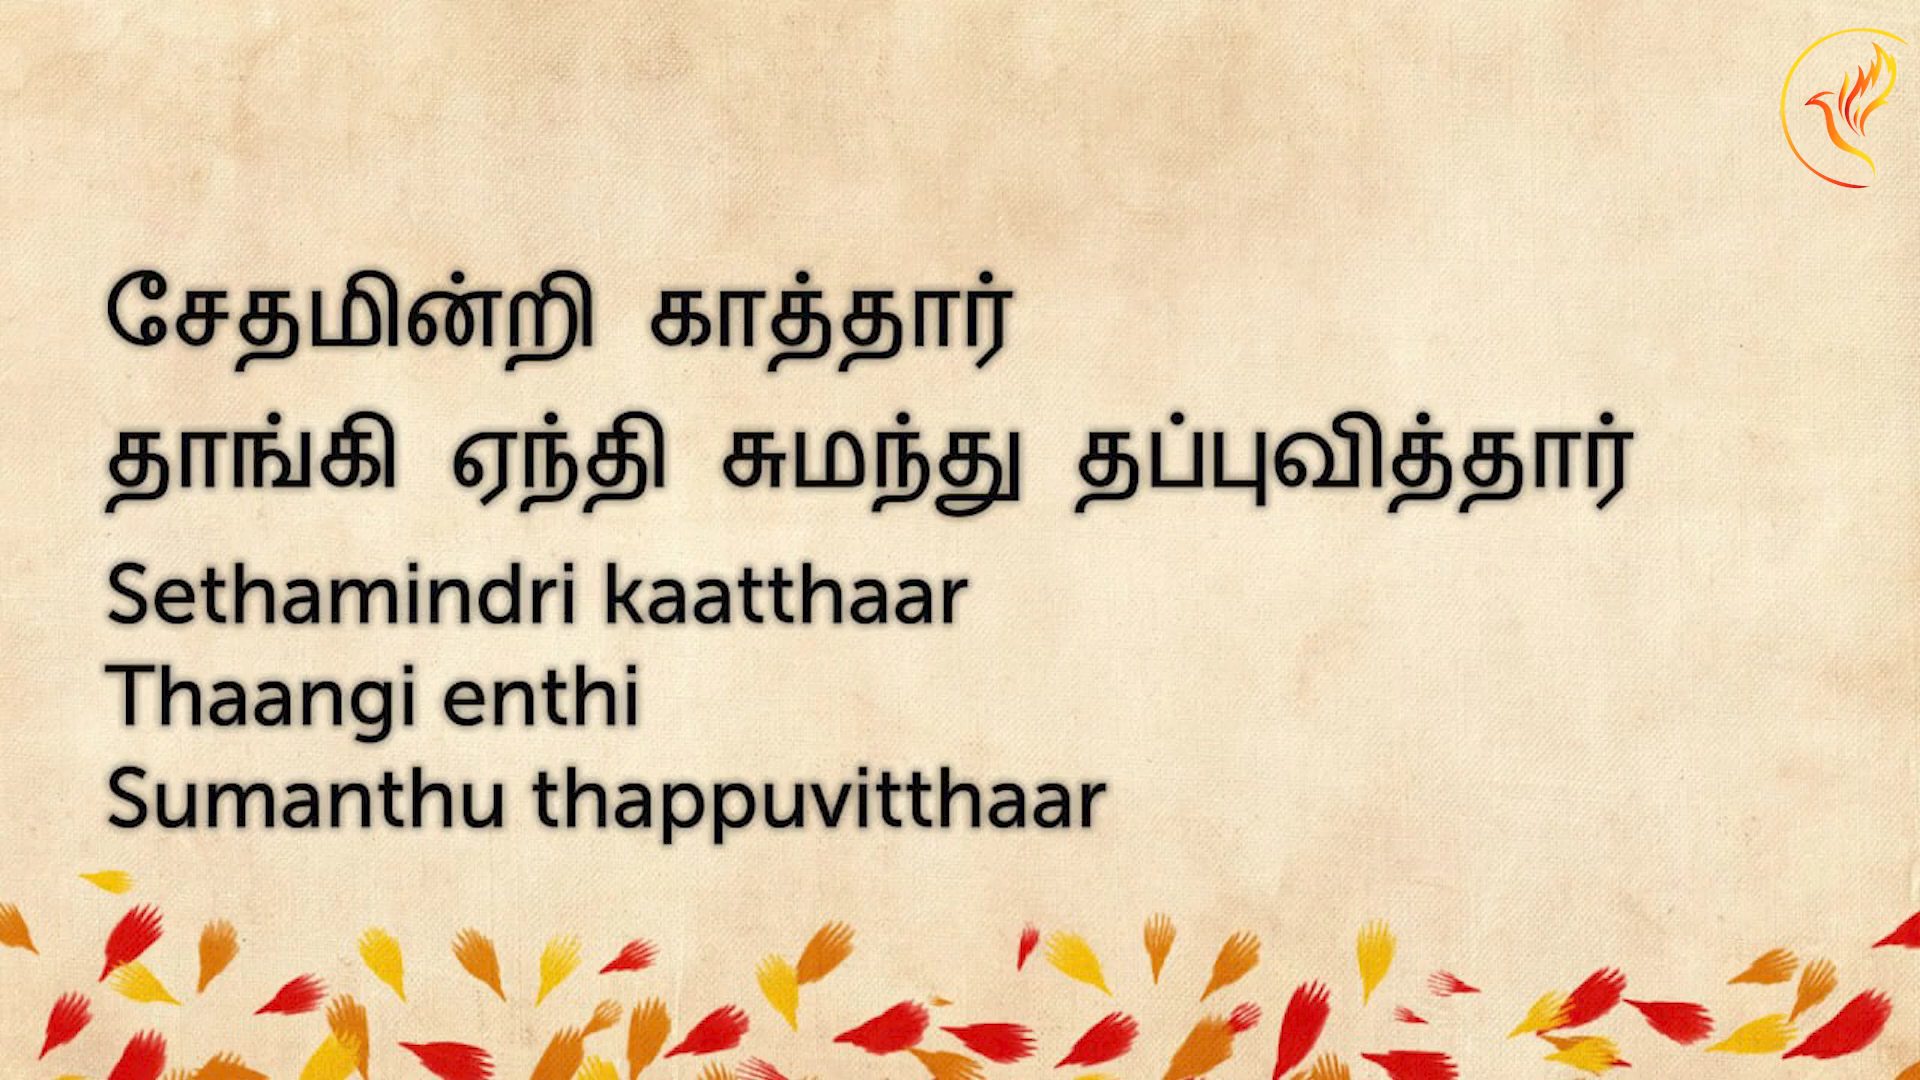 சேதமின்றி காத்தார்
தாங்கி ஏந்தி சுமந்து தப்புவித்தார்
Sethamindri kaatthaar
Thaangi enthi
Sumanthu thappuvitthaar